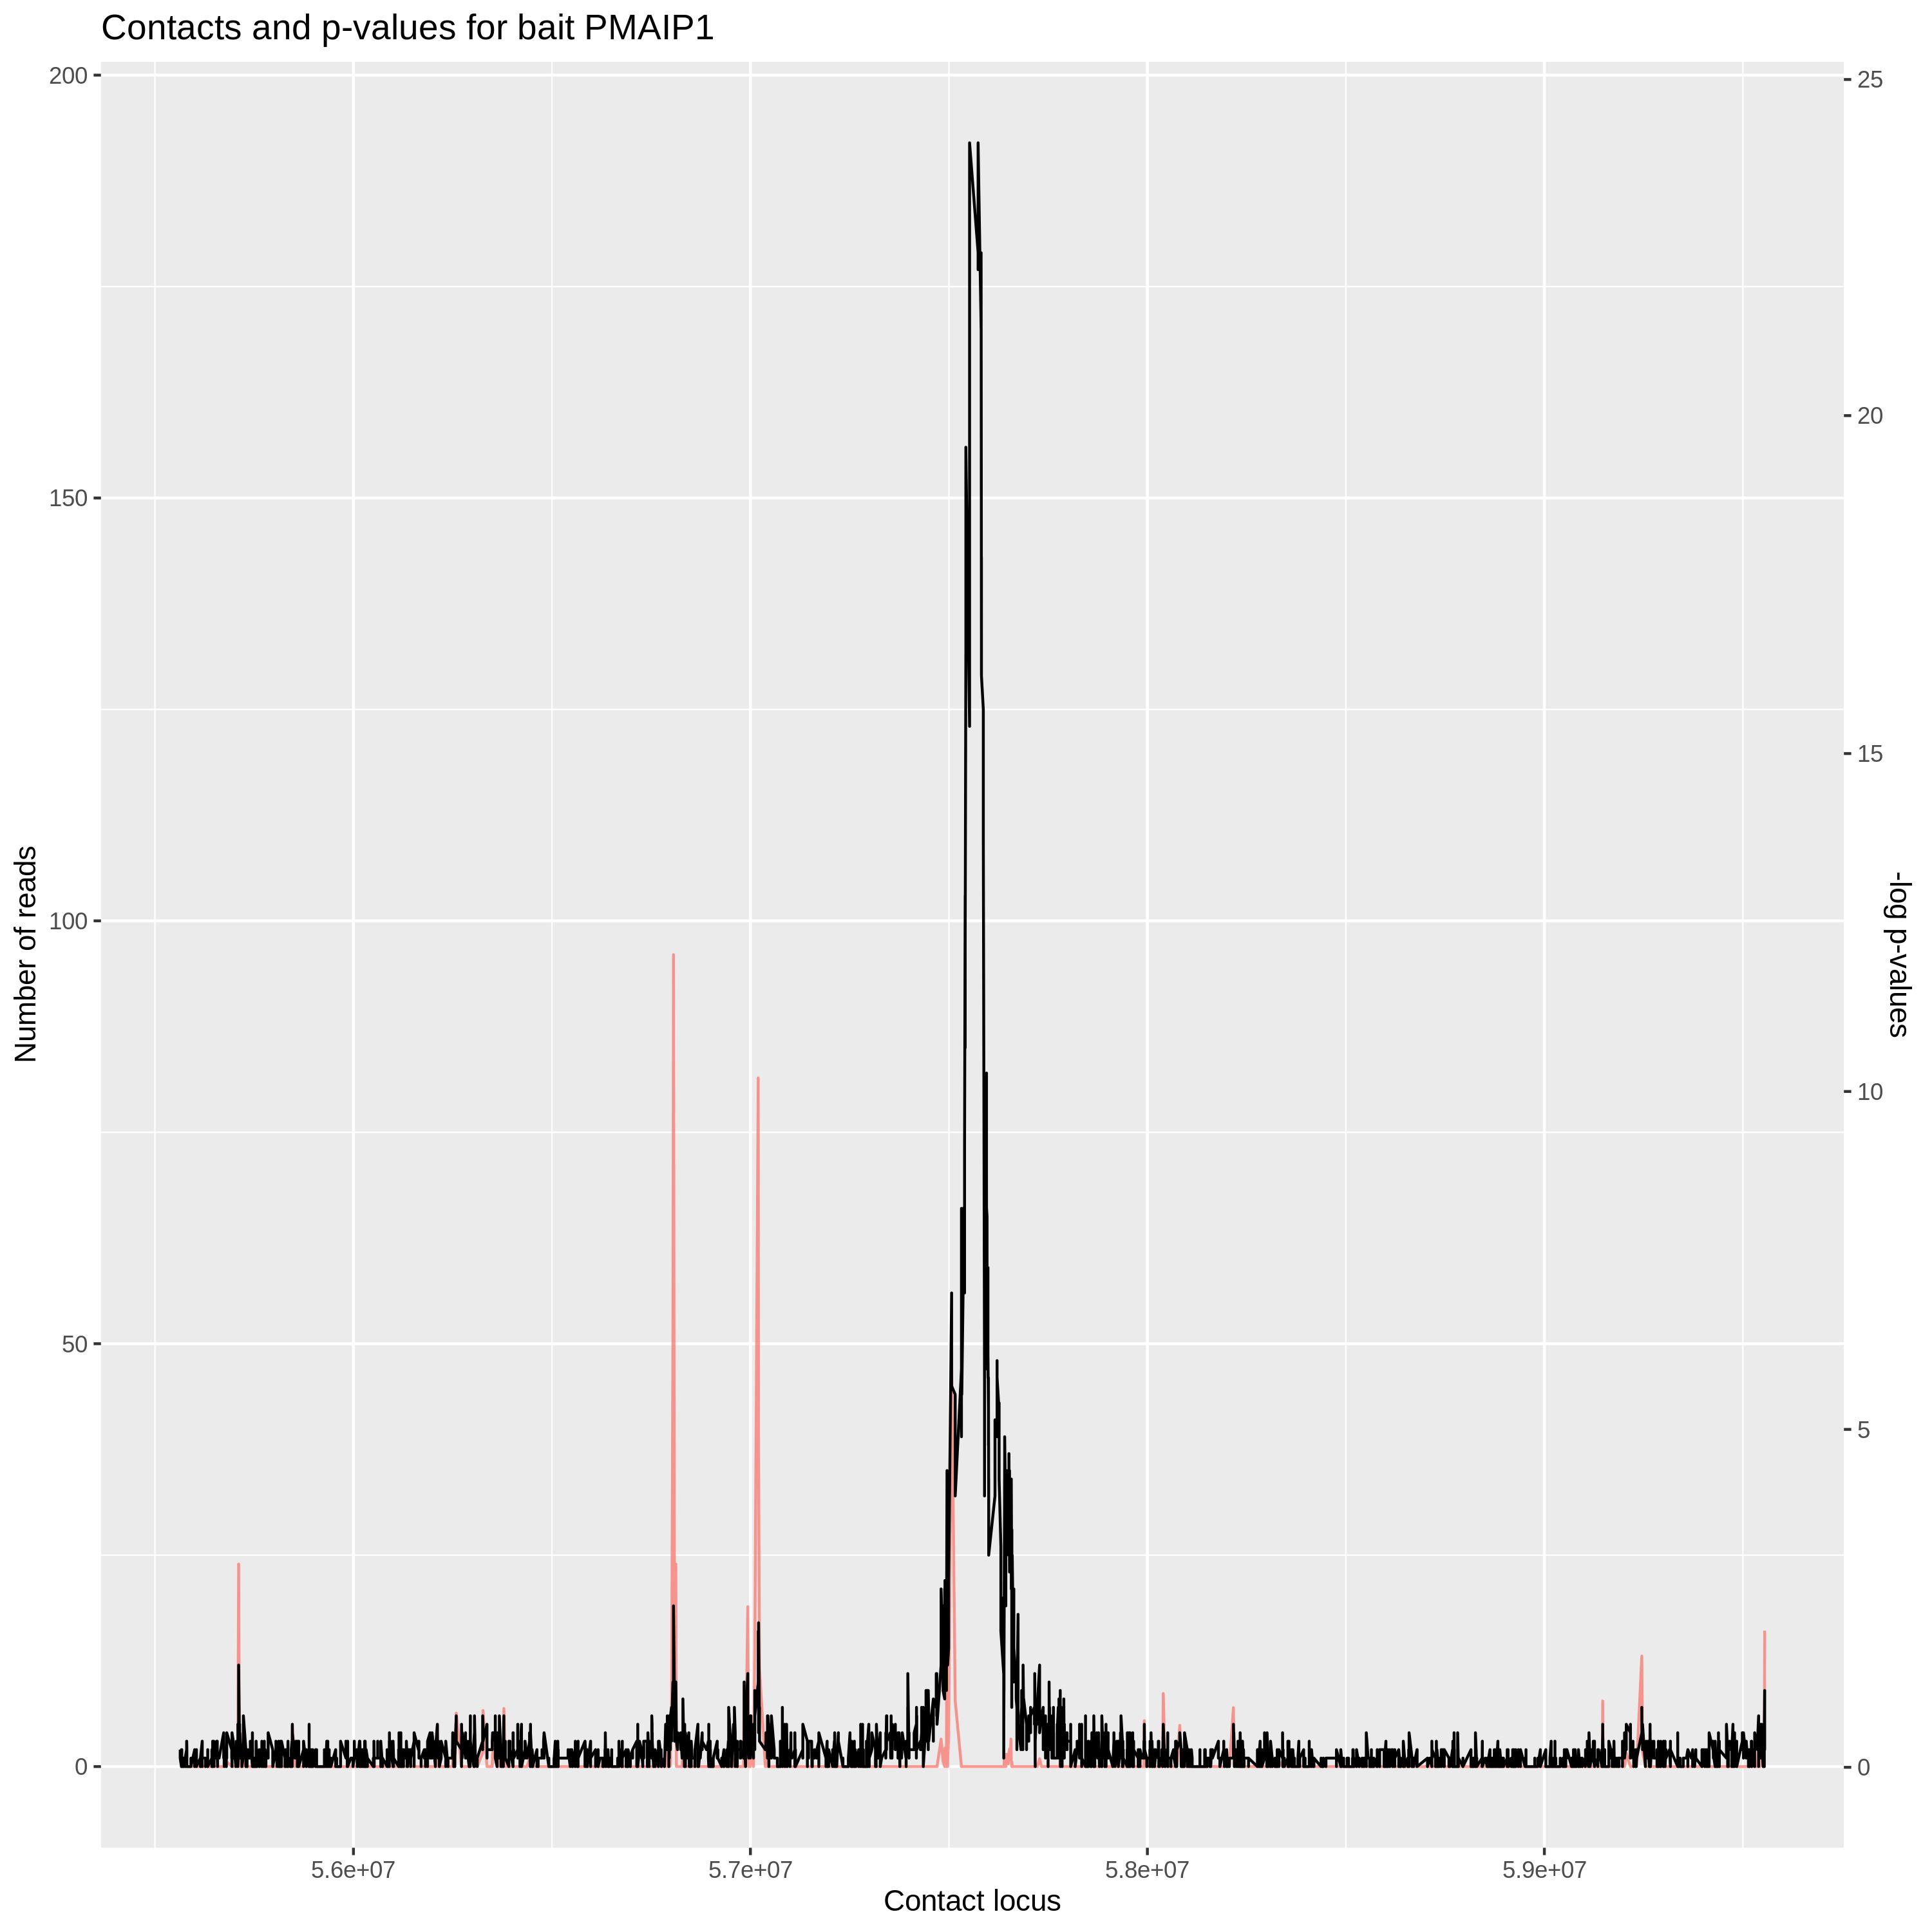 Contacts and p-values for bait PMAIP1
200
150
100
50
0
25
20
15
10
5
0
Number of reads
-log p-values
5.6e+07 5.7e+07 5.8e+07 5.9e+07
Contact locus